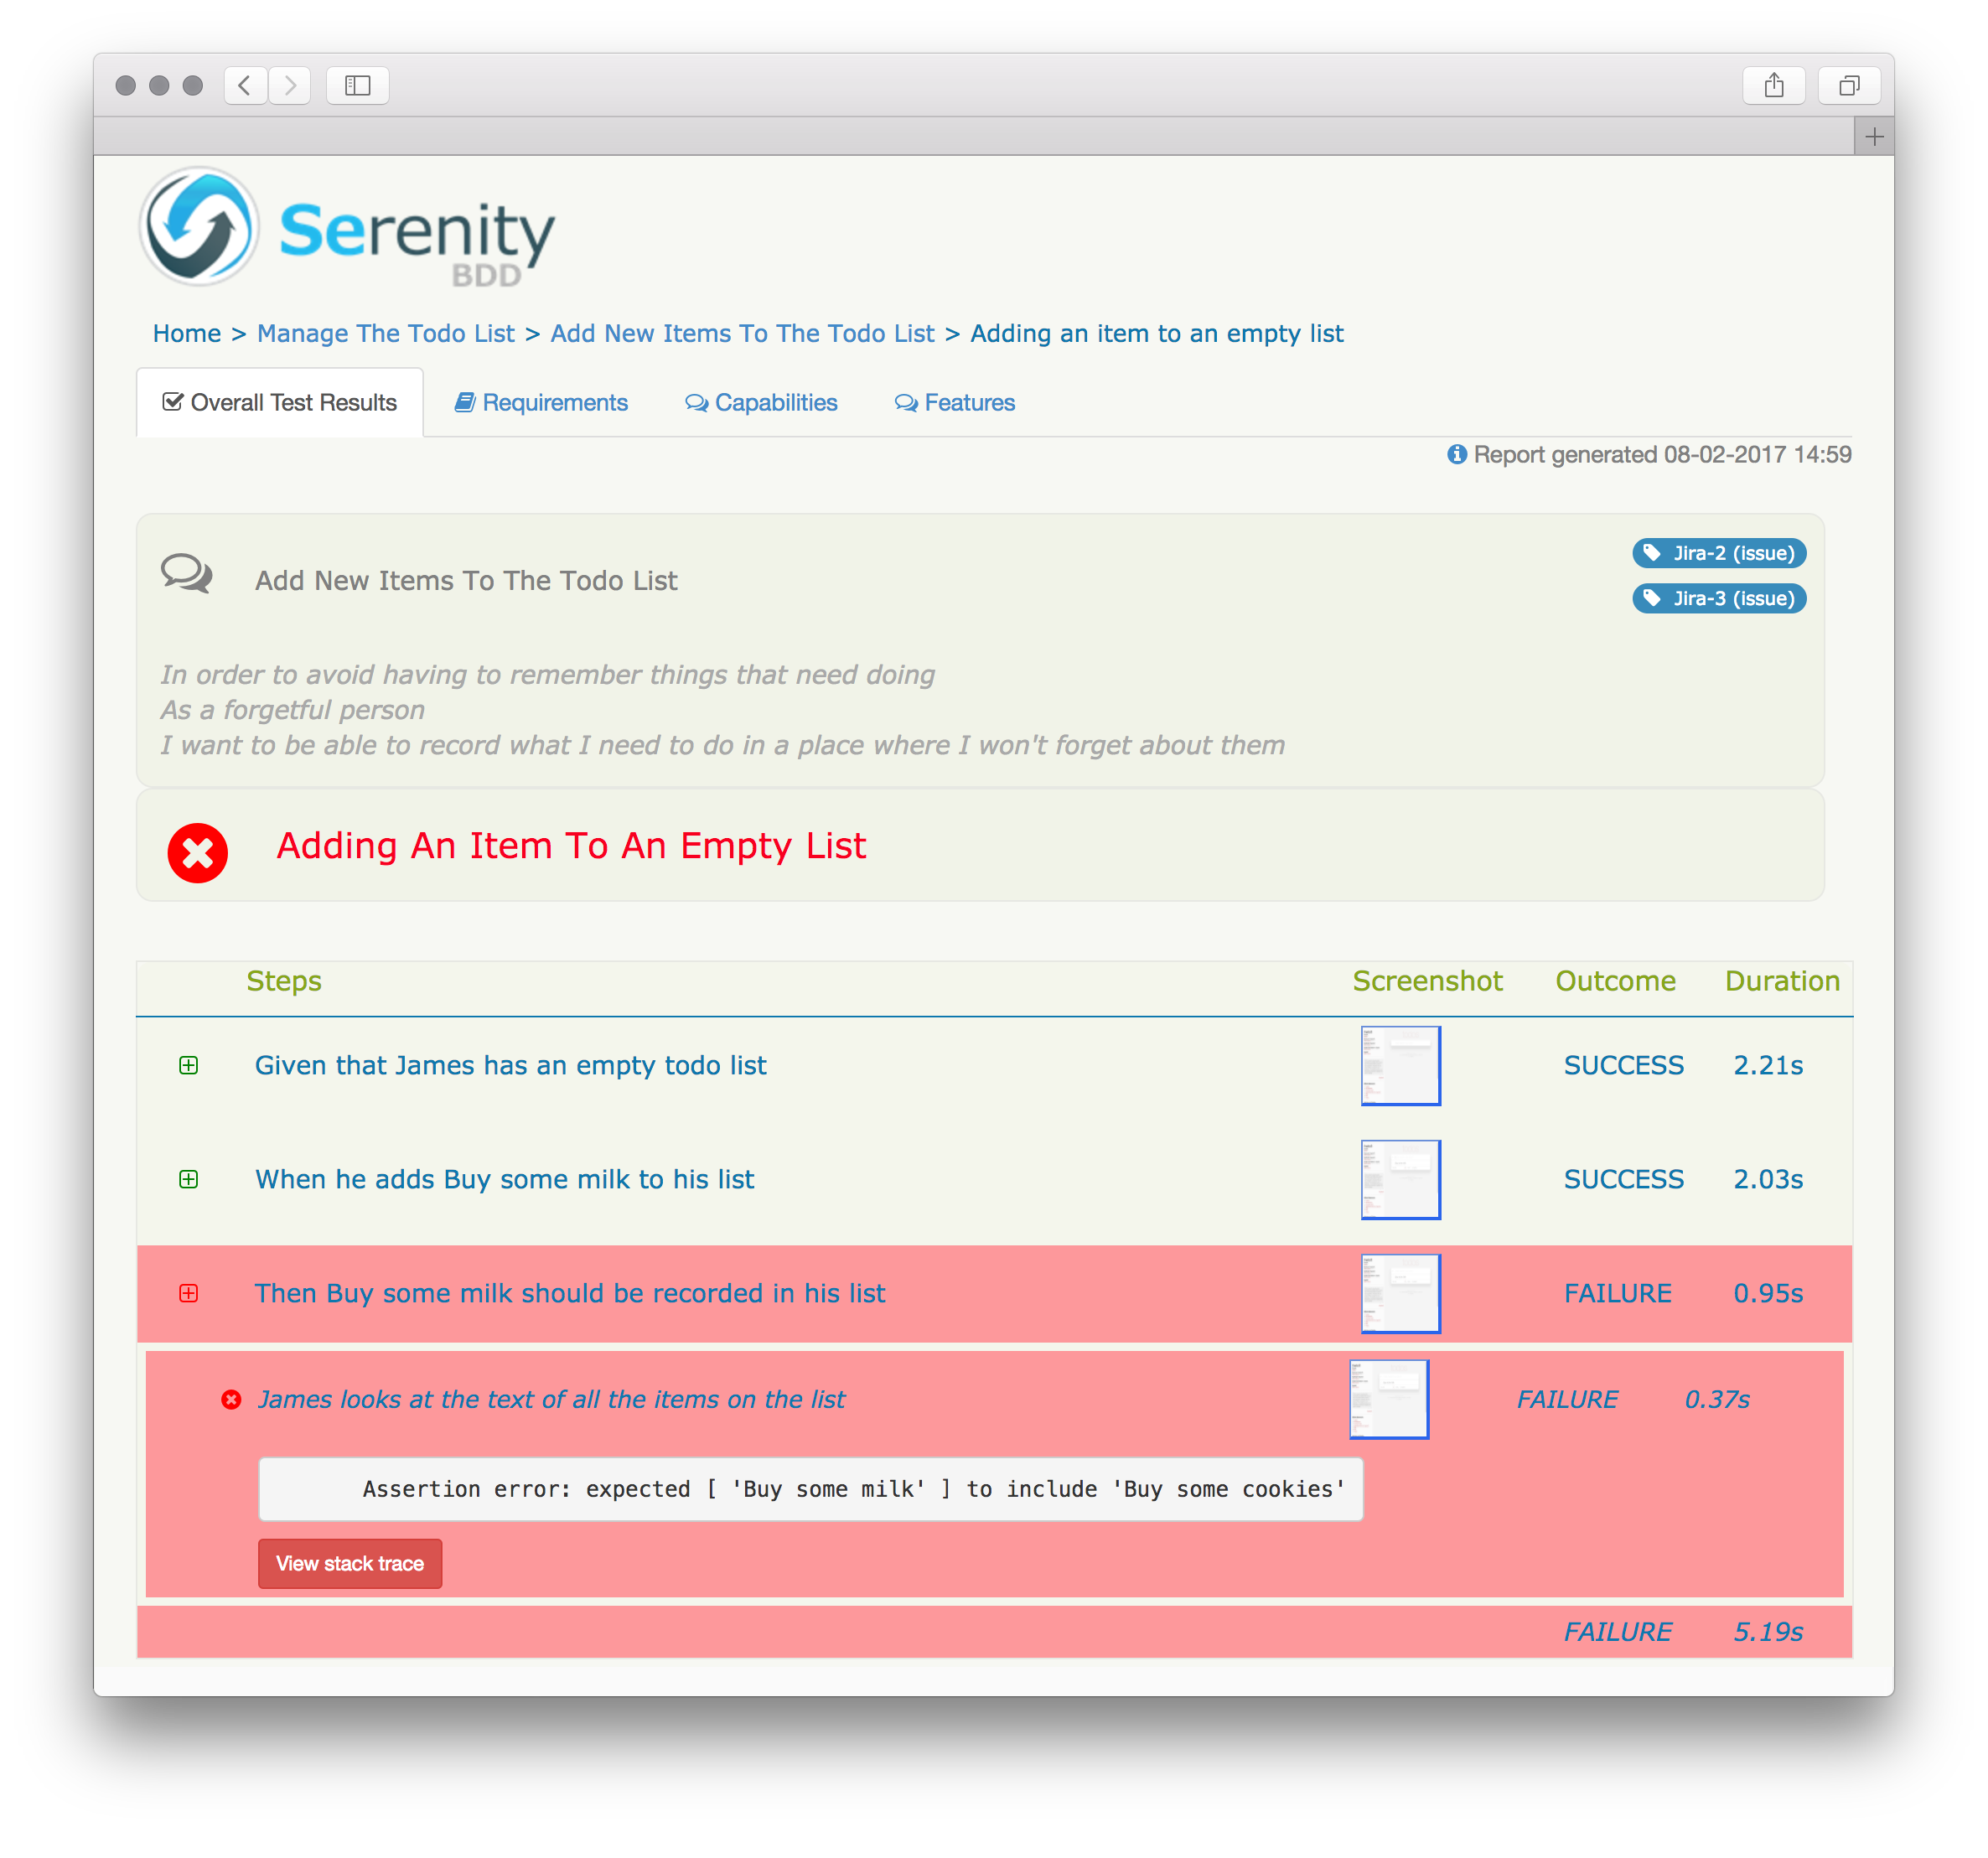 Serenity
BDD
Home > Manage The Todo List > Add New Items To The Todo List > Adding an item to an empty list
Overall Test Results Requirements Capabilities Features
Report generated 08-02-2017 14:59
Add New Items To The Todo List
Jira-2 (issue)
Jira-3 (issue)
In order to avoid having to remember things that need doing
As a forgetful person
I want to be able to record what I need to do in a place where I won't forget about them
Adding An Item To An Empty List
Steps Screenshot Outcome Duration
Given that James has an empty todo list SUCCESS 2.21s
When he adds Buy some milk to his list SUCCESS 2.03s
Then Buy some milk should be recorded in his list FAILURE 0.95s
James looks at the text of all the items on the list FAILURE 0.37s
Assertion error: expected [ 'Buy some milk' ] to include 'Buy some cookies'
View stack trace
FAILURE 5.19s